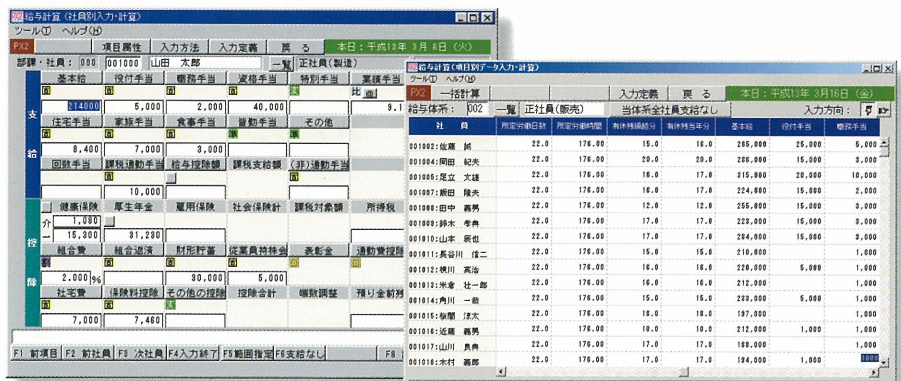 給与計算(社員別入力・計算)
ツール(T) ヘルプ(H)
PX2 項目属性 入力方法 入力定義 戻る 本日:平成13年 3月 6日 (火)
部課・社員: 000 001000 山田 太郎 一覧 正社員(製造)
支給
基本給 役付手当 職務手当 資格手当 特別手当 業績手当
214000 5,000 2,000 40,000
住宅手当 家族手当 食事手当 皆勤手当 その他
8,400 7,000 3,000
回数手当 課税通勤手当 給与控除額 課税支給額 (非)通勤手当
10,000
控除
健康保険 厚生年金 雇用保険 社会保険計 課税対象額 所得税
介 1,080
一 15,300 31,230
組合費 組合返済 財形貯蓄 従業員持株会 表彰金 通勤費控除
2.000 % 30,000 5,000
社宅費 保険料控除 その他の控除 控除合計 端数調整 預り金前残
7,000 7,460
F1 前項目 F2 前社員 F3 次社員 F4入力終了 F5範囲指定 F6支給なし F8
給与計算(項目別データ入力・計算)
ツール(T) ヘルプ(H)
PX2 一括計算 入力定義 戻る 本日:平成13年 3月16日 (金)
給与体系: 002 一覧 正社員(販売) 当体系全社員支給なし 入力方向:
社員 所定労働日数 所定労働時間 有休残繰越分 有休残当年分 基本給 役付手当 職務手当
001002:佐藤 誠 22.0 176.00 15.0 16.0 265,000 25,000 5,000
001004:岡田 紀夫 22.0 176.00 20.0 20.0 286,000 15,000 3,000
001005:足立 文雄 22.0 176.00 16.0 17.0 315,000 20,000 10,000
001007:飯田 隆夫 22.0 176.00 16.0 17.0 224,000 15,000 2,000
001008:田中 義男 22.0 176.00 12.0 12.0 255,000 15,000 3,000
001009:鈴木 孝典 22.0 176.00 17.0 17.0 223,000 15,000 3,000
001010:山本 辰也 22.0 176.00 17.0 17.0 284,000 15,000 3,000
001011:長谷川 信二 22.0 176.00 15.0 15.0 210,000 1,000
001012:横川 高治 22.0 176.00 16.0 16.0 220,000 5,000 1,000
001013:米倉 壮一郎 22.0 176.00 16.0 16.0 212,000 1,000
001014:角川 一敏 22.0 176.00 15.0 15.0 233,000 5,000 1,000
001015:桜間 涼太 22.0 176.00 18.0 18.0 197,000 1,000
001016:近藤 義男 22.0 176.00 18.0 18.0 212,000 1,000 1,000
001017:山川 良典 22.0 176.00 17.0 17.0 188,000 1,000
001018:木村 義郎 22.0 176.00 17.0 17.0 194,000 1,000 1000